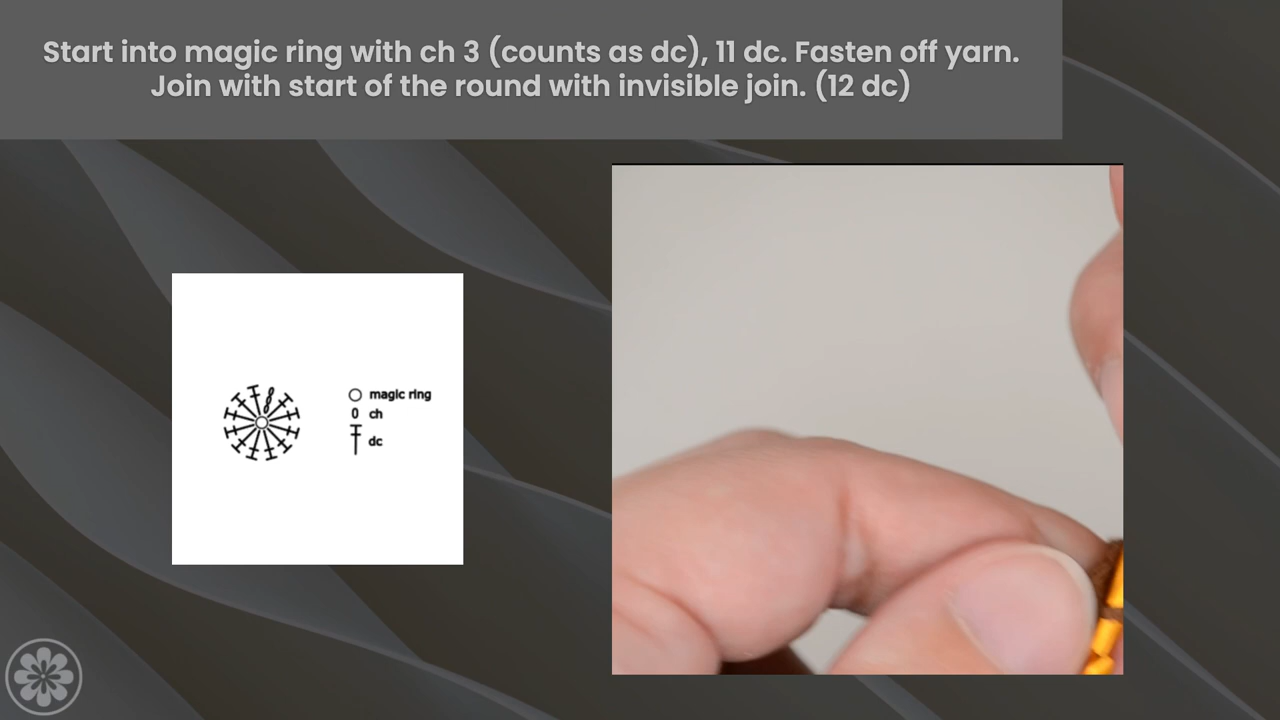 Start into magic ring with ch 3 (counts as dc), 11 dc. Fasten off yarn.
Join with start of the round with invisible join. (12 dc)
magic ring
ch
dc